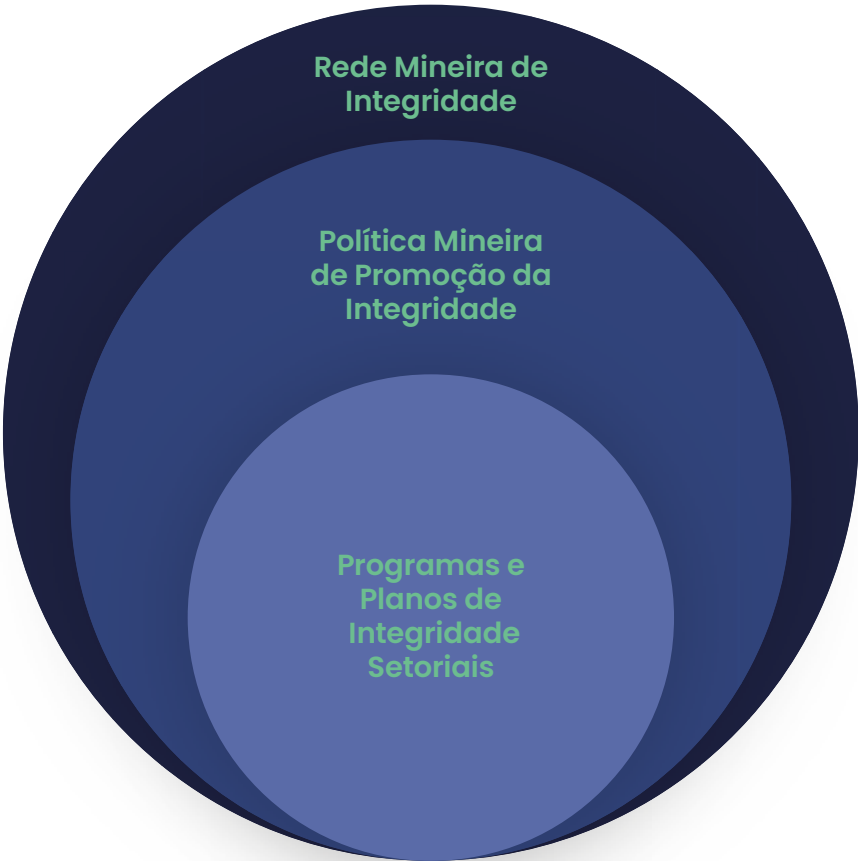 Rede Mineira de
Integridade
Política Mineira
de Promoção da
Integridade
Programas e
Planos de
Integridade
Setoriais